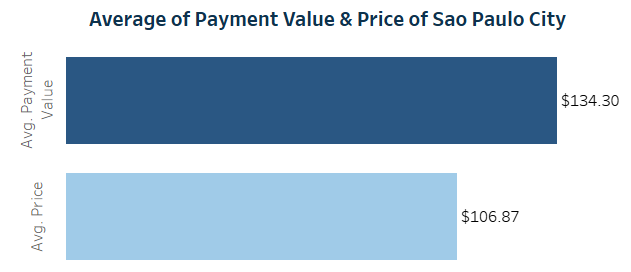 Average of Payment Value & Price of Sao Paulo City
Avg. Payment
Value
$134.30
Avg. Price
$106.87